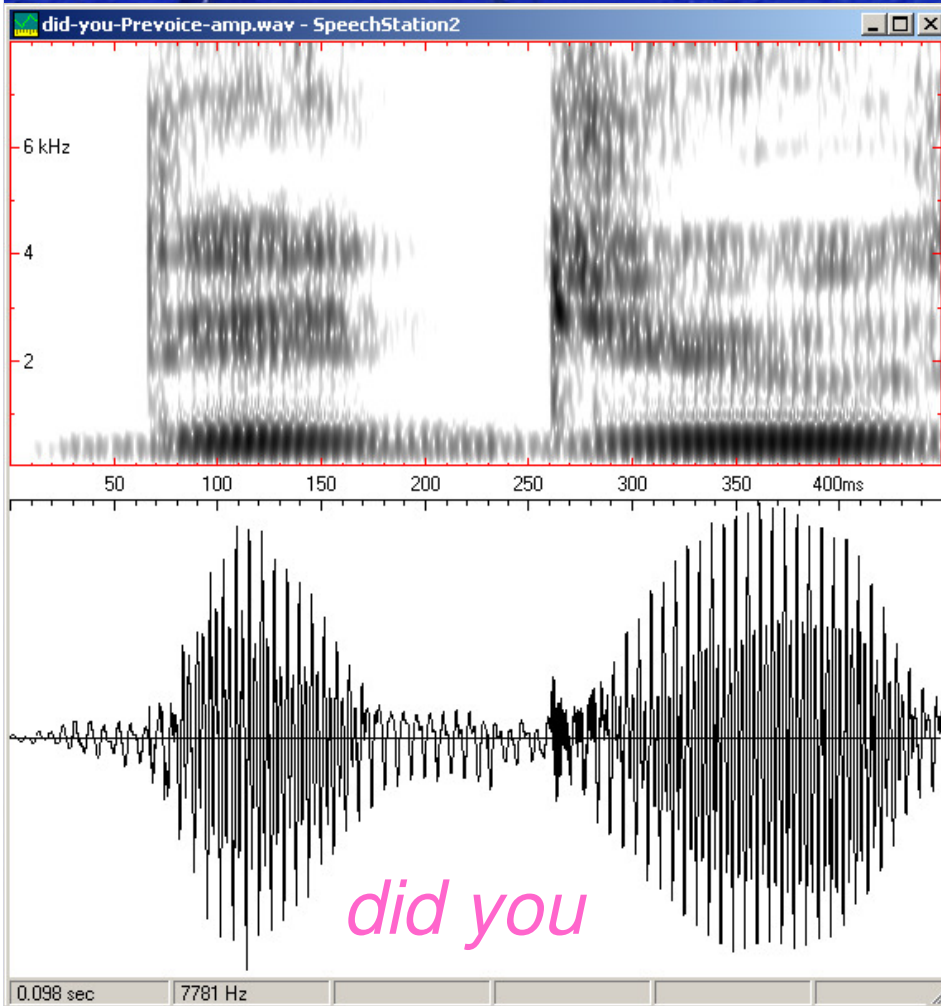 did-you-Prevoice-amp.wav - SpeechStation2
6 kHz
4
2
50 100 150 200 250 300 350 400ms
did you
0.098 sec 7781 Hz